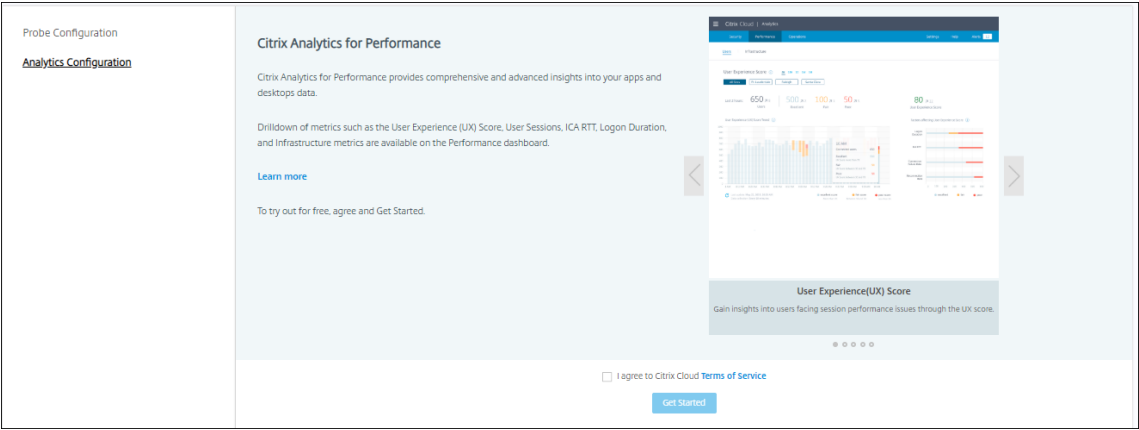 Probe Configuration
Analytics Configuration
Citrix Analytics for Performance
Citrix Analytics for Performance provides comprehensive and advanced insights into your apps and
desktops data.
Drilldown of metrics such as the User Experience (UX) Score, User Sessions, ICA RTT, Logon Duration,
and Infrastructure metrics are available on the Performance dashboard.
Learn more
To try out for free, agree and Get Started.
Citrix Cloud | Analytics
Security Performance Operations
Settings Help
User Experience Score
650
500
100
50
80
User Experience(UX) Score
Gain insights into users facing session performance issues through the UX score.
I agree to Citrix Cloud Terms of Service
Get Started